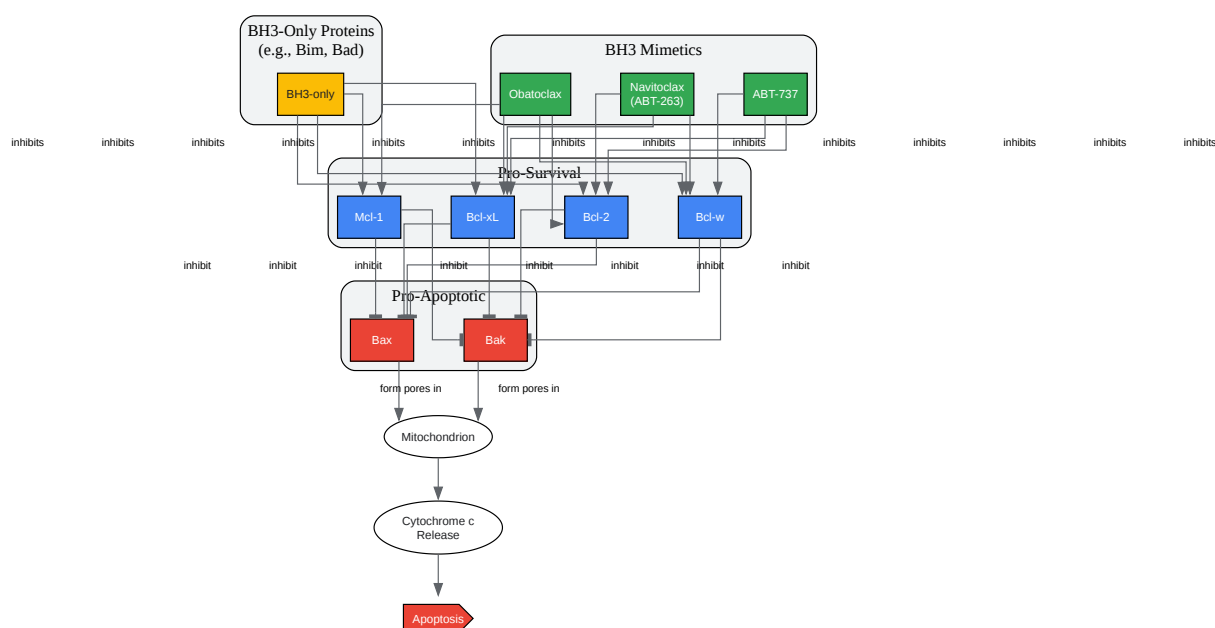 BH3-Only Proteins
(e.g., Bim, Bad)
BH3 Mimetics
BH3-only
Obatoclax
Navitoclax
(ABT-263)
ABT-737
inhibits inhibits inhibits inhibits inhibits inhibits inhibits inhibits inhibits inhibits inhibits inhibits inhibits inhibits
Pro-Survival
Mcl-1
Bcl-xL
Bcl-2
Bcl-w
inhibit inhibit inhibit inhibit inhibit inhibit inhibit inhibit
Pro-Apoptotic
Bax
Bak
form pores in
form pores in
Mitochondrion
Cytochrome c
Release
Apoptosis